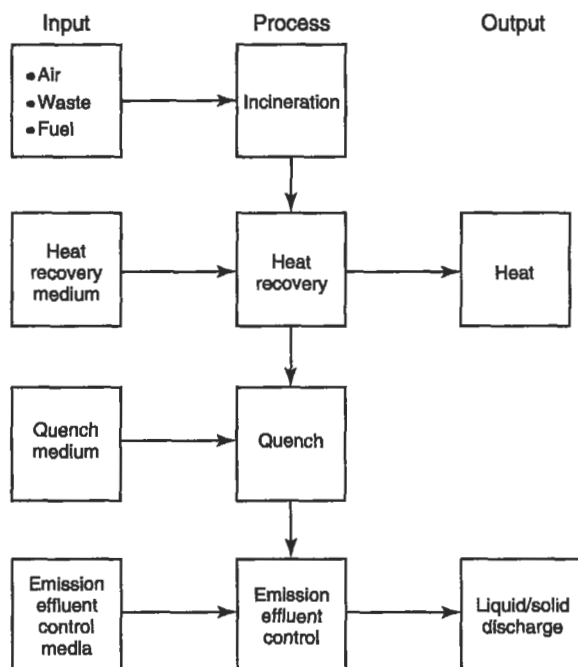 Input Process Output
• Air
• Waste
• Fuel
Incineration
Heat
recovery
medium
Heat
recovery
Heat
Quench
medium
Quench
Emission
effluent
control
media
Emission
effluent
control
Liquid/solid
discharge